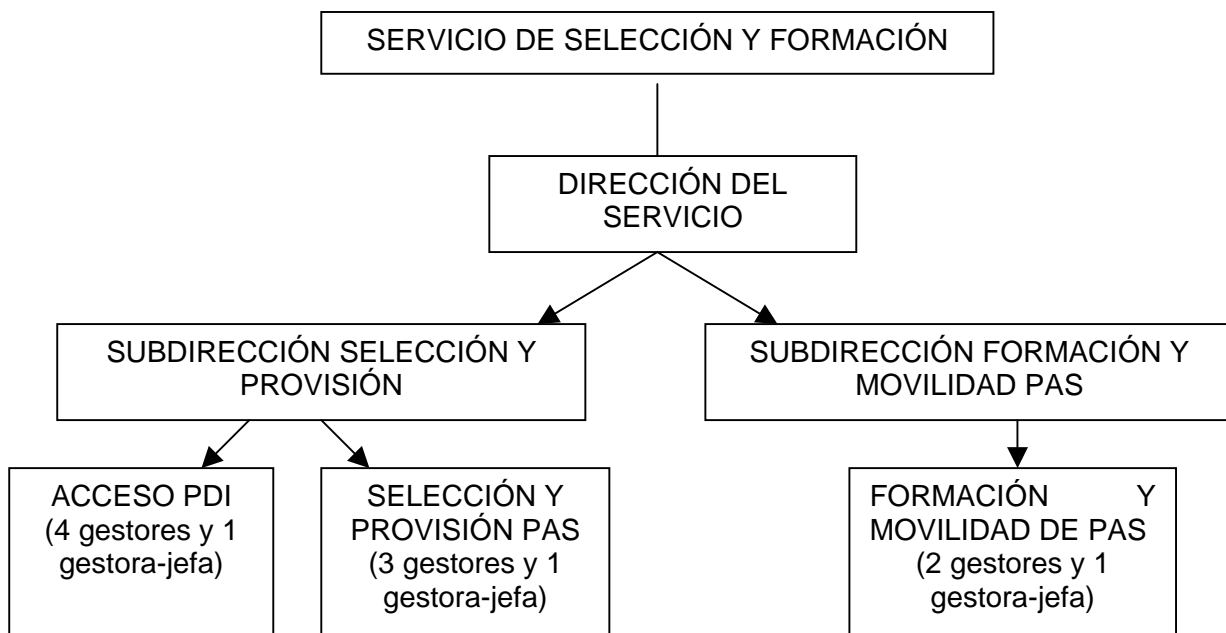 SERVICIO DE SELECCIÓN Y FORMACIÓN
DIRECCIÓN DEL
SERVICIO
SUBDIRECCIÓN SELECCIÓN Y
PROVISIÓN
SUBDIRECCIÓN FORMACIÓN Y
MOVILIDAD PAS
ACCESO PDI
(4 gestores y 1
gestora-jefa)
SELECCIÓN Y
PROVISIÓN PAS
(3 gestores y 1
gestora-jefa)
FORMACIÓN Y
MOVILIDAD DE PAS
(2 gestores y 1
gestora-jefa)